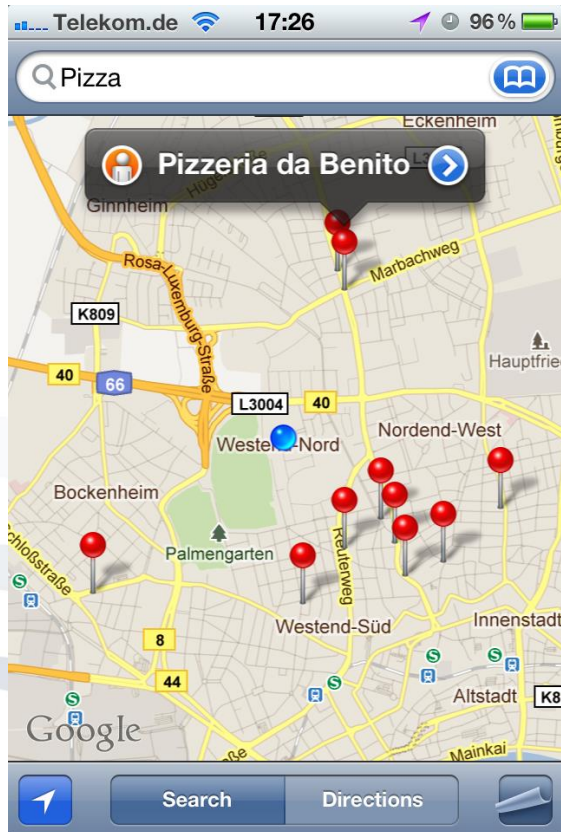 Telekom.de 17:26 96%
Pizza
Eckenheim
Pizzeria da Benito
Ginnheim
Marbachweg
Rosa-Luxemburg-Straße
K809
Hauptfrie
40
66
L3004
40
Westend-Nord
Nordend-West
Bockenheim
Palmengarten
Reuterweg
Schloßstraße
S
Westend-Süd
Innenstadt
8
S
S
44
S
S
Altstadt
K8
Google
Mainkai
Search
Directions